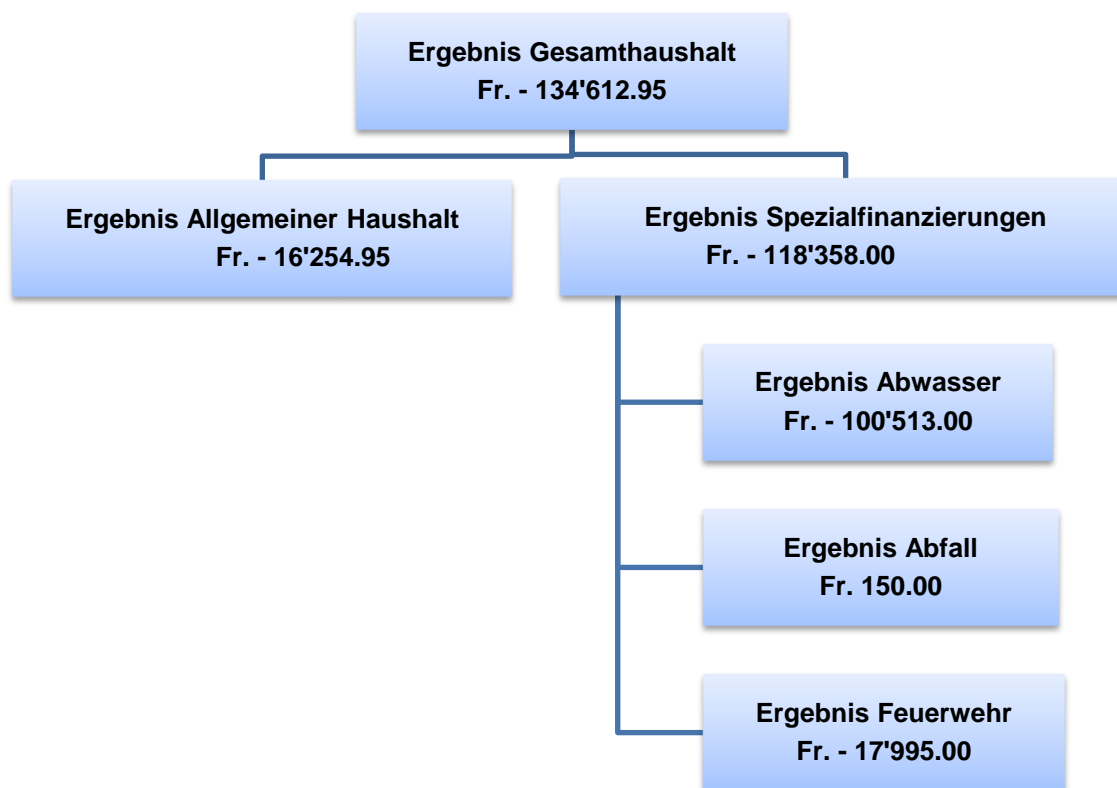 Ergebnis Gesamthaushalt
Fr. - 134'612.95
Ergebnis Allgemeiner Haushalt
Fr. - 16'254.95
Ergebnis Spezialfinanzierungen
Fr. - 118'358.00
Ergebnis Abwasser
Fr. - 100'513.00
Ergebnis Abfall
Fr. 150.00
Ergebnis Feuerwehr
Fr. - 17'995.00